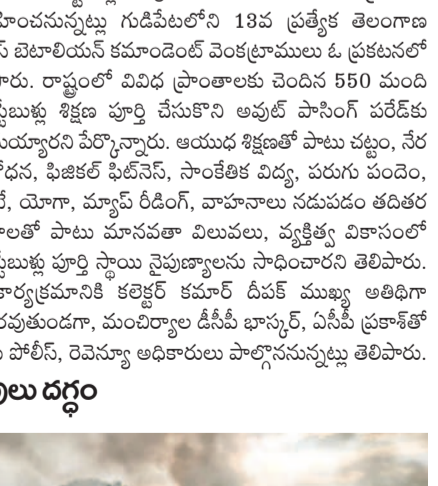 హించనున్నట్లు గుడిపేటలోని 13వ ప్రత్యేక తెలంగాణ
స్ బెటాలియన్ కమాండెంట్ వెంకట్రాములు ఓ ప్రకటనలో
ారు. రాష్ట్రంలో వివిధ ప్రాంతాలకు చెందిన 550 మంది
స్టేబుళ్లు శిక్షణ పూర్తి చేసుకొని అవుట్ పాసింగ్ పరేడ్‌కు
మయ్యారని పేర్కొన్నారు. ఆయుధ శిక్షణతో పాటు చట్టం, నేర
ోధన, ఫిజికల్ ఫిట్‌నెస్, సాంకేతిక విద్య, పరుగు పందెం,
ే, యోగా, మ్యాప్ రీడింగ్, వాహనాలు నడుపడం తదితర
ాలతో పాటు మానవతా విలువలు, వ్యక్తిత్వ వికాసంలో
స్టేబుళ్లు పూర్తి స్థాయి నైపుణ్యాలను సాధించారని తెలిపారు.
కార్యక్రమానికి కలెక్టర్ కమార్ దీపక్ ముఖ్య అతిథిగా
రవుతుండగా, మంచిర్యాల డీసీపీ భాస్కర్, ఏసీపీ ప్రకాశ్‌తో
పోలీస్, రెవెన్యూ అధికారులు పాల్గొననున్నట్లు తెలిపారు.
ులు దగ్ధం